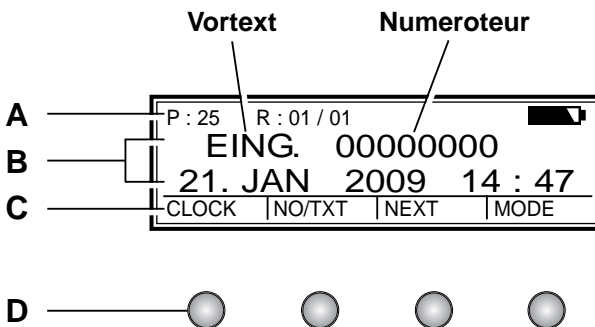 Vortext Numeroteur
A P : 25 R : 01 / 01
EING. 00000000
B
21. JAN 2009 14 : 47
C CLOCK NO/TXT NEXT MODE
D